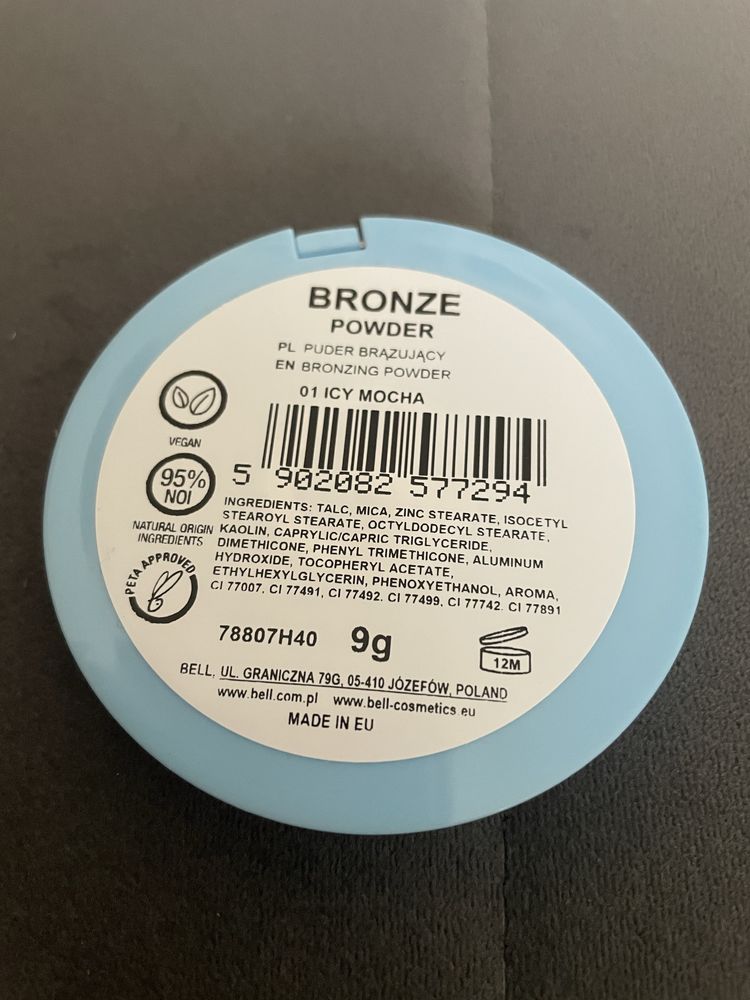 BRONZE
POWDER
PL PUDER BRĄZUJĄCY
EN BRONZING POWDER
01 ICY MOCHA
VEGAN
5 902082 577294
95%
NOI
NATURAL ORIGIN
INGREDIENTS
PETA APPROVED
INGREDIENTS: TALC, MICA, ZINC STEARATE, ISOCETYL
STEAROYL STEARATE, OCTYLDODECYL STEARATE,
KAOLIN, CAPRYLIC/CAPRIC TRIGLYCERIDE,
DIMETHICONE, PHENYL TRIMETHICONE, ALUMINUM
HYDROXIDE, TOCOPHERYL ACETATE,
ETHYLHEXYLGLYCERIN, PHENOXYETHANOL, AROMA,
CI 77007, CI 77491, CI 77492, CI 77499, CI 77742, CI 77891
78807H40 9g 12M
BELL, UL. GRANICZNA 79G, 05-410 JÓZEFÓW, POLAND
www.bell.com.pl www.bell-cosmetics.eu
MADE IN EU